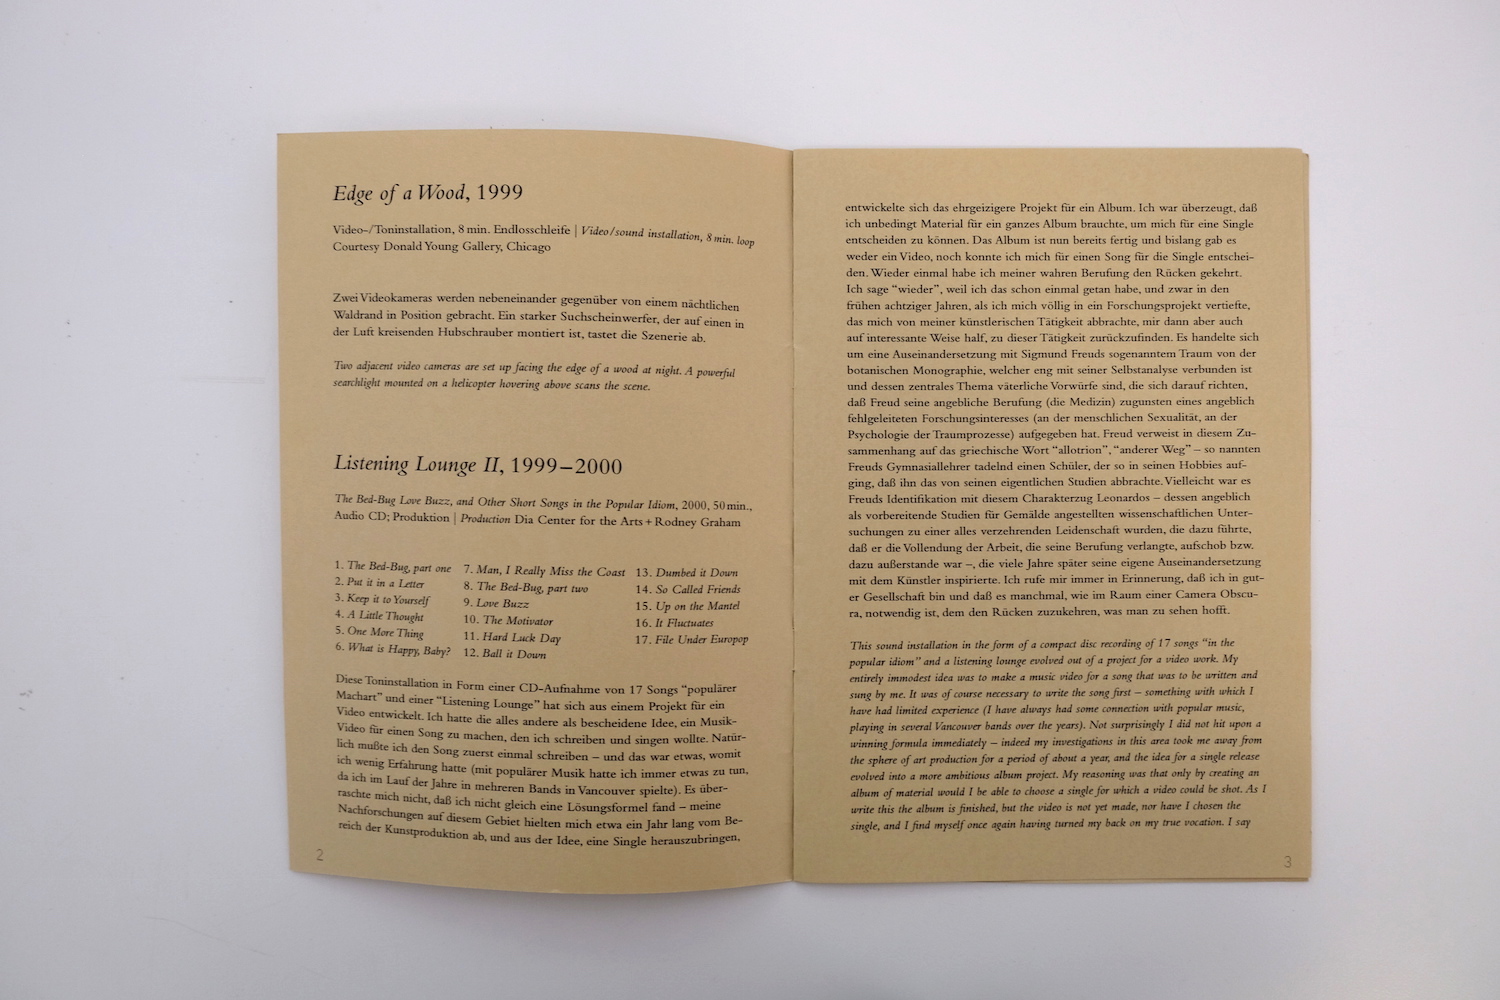 Edge of a Wood, 1999
Video-/Toninstallation, 8 min. Endlosschleife | Video/sound installation, 8 min. loop
Courtesy Donald Young Gallery, Chicago
Zwei Videokameras werden nebeneinander gegenüber von einem nächtlichen
Waldrand in Position gebracht. Ein starker Suchscheinwerfer, der auf einen in
der Luft kreisenden Hubschrauber montiert ist, tastet die Szenerie ab.
Two adjacent video cameras are set up facing the edge of a wood at night. A powerful
searchlight mounted on a helicopter hovering above scans the scene.
Listening Lounge II, 1999–2000
The Bed-Bug Love Buzz, and Other Short Songs in the Popular Idiom, 2000, 50 min.,
Audio CD; Produktion | Production Dia Center for the Arts + Rodney Graham
1. The Bed-Bug, part one
2. Put it in a Letter
3. Keep it to Yourself
4. A Little Thought
5. One More Thing
6. What is Happy, Baby?
7. Man, I Really Miss the Coast
8. The Bed-Bug, part two
9. Love Buzz
10. The Motivator
11. Hard Luck Day
12. Ball it Down
13. Dumbed it Down
14. So Called Friends
15. Up on the Mantel
16. It Fluctuates
17. File Under Europop
Diese Toninstallation in Form einer CD-Aufnahme von 17 Songs “populärer
Machart” und einer “Listening Lounge” hat sich aus einem Projekt für ein
Video entwickelt. Ich hatte die alles andere als bescheidene Idee, ein Musik-
Video für einen Song zu machen, den ich schreiben und singen wollte. Natür-
lich mußte ich den Song zuerst einmal schreiben – und das war etwas, womit
ich wenig Erfahrung hatte (mit populärer Musik hatte ich immer etwas zu tun,
da ich im Lauf der Jahre in mehreren Bands in Vancouver spielte). Es über-
raschte mich nicht, daß ich nicht gleich eine Lösungsformel fand – meine
Nachforschungen auf diesem Gebiet hielten mich etwa ein Jahr lang vom Be-
reich der Kunstproduktion ab, und aus der Idee, eine Single herauszubringen,
2
entwickelte sich das ehrgeizigere Projekt für ein Album. Ich war überzeugt, daß
ich unbedingt Material für ein ganzes Album brauchte, um mich für eine Single
entscheiden zu können. Das Album ist nun bereits fertig und bislang gab es
weder ein Video, noch konnte ich mich für einen Song für die Single entschei-
den. Wieder einmal habe ich meiner wahren Berufung den Rücken gekehrt.
Ich sage “wieder”, weil ich das schon einmal getan habe, und zwar in den
frühen achtziger Jahren, als ich mich völlig in ein Forschungsprojekt vertiefte,
das mich von meiner künstlerischen Tätigkeit abbrachte, mir dann aber auch
auf interessante Weise half, zu dieser Tätigkeit zurückzufinden. Es handelte sich
um eine Auseinandersetzung mit Sigmund Freuds sogenanntem Traum von der
botanischen Monographie, welcher eng mit seiner Selbstanalyse verbunden ist
und dessen zentrales Thema väterliche Vorwürfe sind, die sich darauf richten,
daß Freud seine angebliche Berufung (die Medizin) zugunsten eines angeblich
fehlgeleiteten Forschungsinteresses (an der menschlichen Sexualität, an der
Psychologie der Traumprozesse) aufgegeben hat. Freud verweist in diesem Zu-
sammenhang auf das griechische Wort “allotrion”, “anderer Weg” – so nannten
Freuds Gymnasiallehrer tadelnd einen Schüler, der so in seinen Hobbies auf-
ging, daß ihn das von seinen eigentlichen Studien abbrachte. Vielleicht war es
Freuds Identifikation mit diesem Charakterzug Leonardos – dessen angeblich
als vorbereitende Studien für Gemälde angestellten wissenschaftlichen Unter-
suchungen zu einer alles verzehrenden Leidenschaft wurden, die dazu führte,
daß er die Vollendung der Arbeit, die seine Berufung verlangte, aufschob bzw.
dazu außerstande war –, die viele Jahre später seine eigene Auseinandersetzung
mit dem Künstler inspirierte. Ich rufe mir immer in Erinnerung, daß ich in gut-
er Gesellschaft bin und daß es manchmal, wie im Raum einer Camera Obscu-
ra, notwendig ist, dem den Rücken zuzukehren, was man zu sehen hofft.
This sound installation in the form of a compact disc recording of 17 songs “in the
popular idiom” and a listening lounge evolved out of a project for a video work. My
entirely immodest idea was to make a music video for a song that was to be written and
sung by me. It was of course necessary to write the song first – something with which I
have had limited experience (I have always had some connection with popular music,
playing in several Vancouver bands over the years). Not surprisingly I did not hit upon a
winning formula immediately – indeed my investigations in this area took me away from
the sphere of art production for a period of about a year, and the idea for a single release
evolved into a more ambitious album project. My reasoning was that only by creating an
album of material would I be able to choose a single for which a video could be shot. As I
write this the album is finished, but the video is not yet made, nor have I chosen the
single, and I find myself once again having turned my back on my true vocation. I say
3